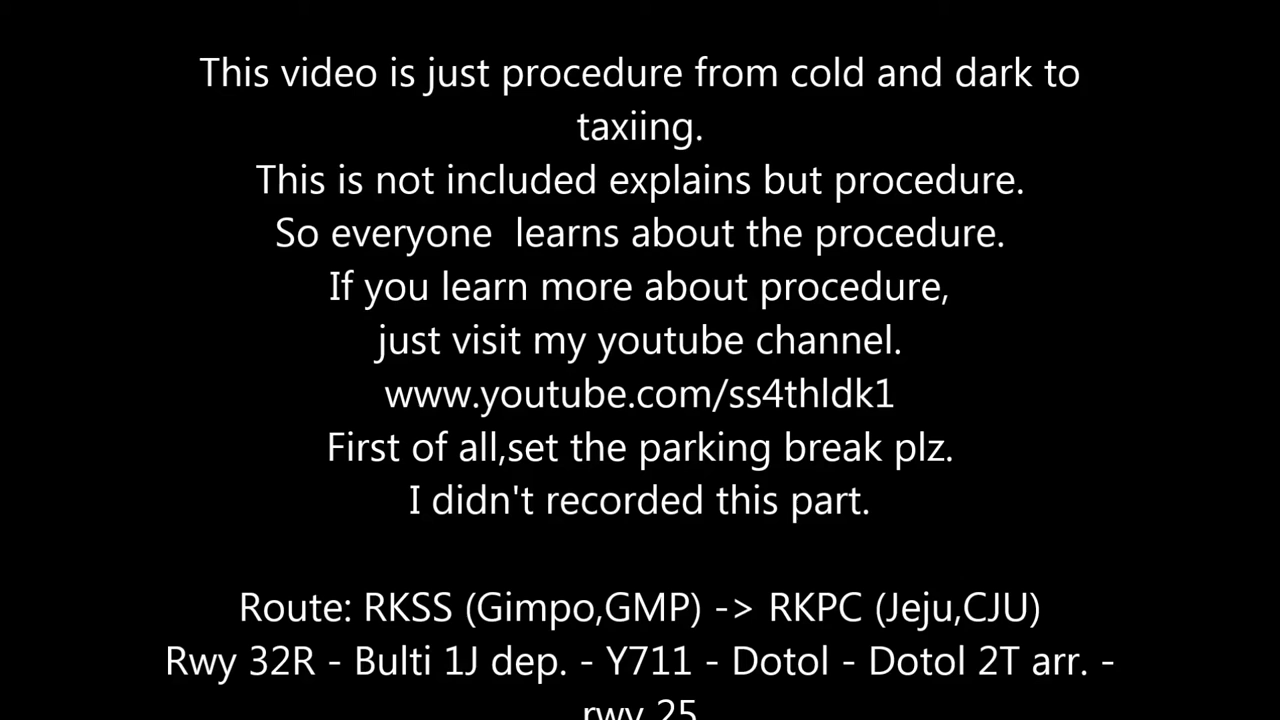 This video is just procedure from cold and dark to
taxiing.
This is not included explains but procedure.
So everyone  learns about the procedure.
If you learn more about procedure,
just visit my youtube channel.
www.youtube.com/ss4thldk1
First of all,set the parking break plz.
I didn't recorded this part.
Route: RKSS (Gimpo,GMP) -> RKPC (Jeju,CJU)
Rwy 32R - Bulti 1J dep. - Y711 - Dotol - Dotol 2T arr. -
rwy 25